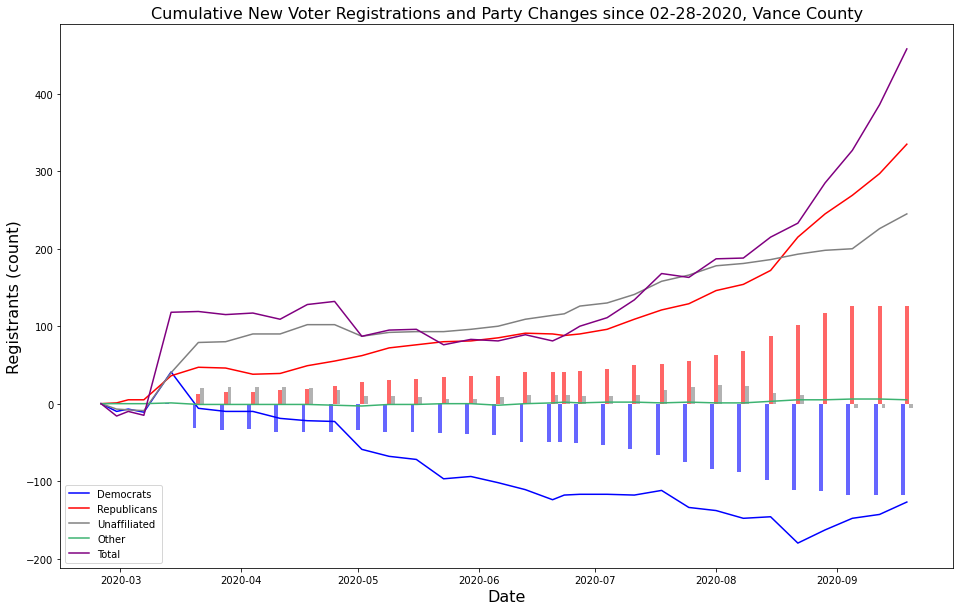 Cumulative New Voter Registrations and Party Changes since 02-28-2020, Vance County
Registrants (count)
400
300
200
100
0
−100
−200
Democrats
Republicans
Unaffiliated
Other
Total
2020-03 2020-04 2020-05 2020-06 2020-07 2020-08 2020-09
Date